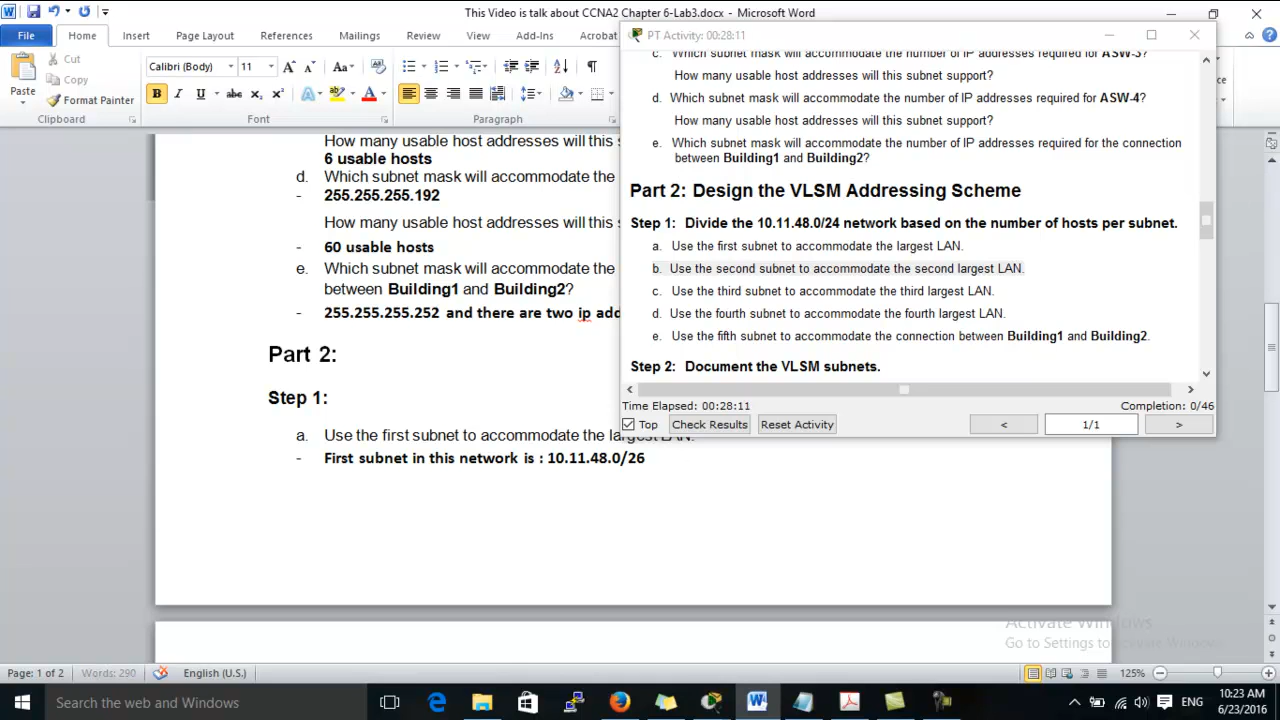 This Video is talk about CCNA2 Chapter 6-Lab3.docx - Microsoft Word
File Home Insert Page Layout References Mailings Review View Add-Ins Acrobat
Cut
Copy
Paste
Format Painter
Calibri (Body) 11
Clipboard Font Paragraph
PT Activity: 00:28:11
c. Which subnet mask will accommodate the number of IP addresses required for ASW-3?
How many usable host addresses will this subnet support?
d. Which subnet mask will accommodate the number of IP addresses required for ASW-4?
How many usable host addresses will this subnet support?
e. Which subnet mask will accommodate the number of IP addresses required for the connection
between Building1 and Building2?
Part 2: Design the VLSM Addressing Scheme
Step 1: Divide the 10.11.48.0/24 network based on the number of hosts per subnet.
a. Use the first subnet to accommodate the largest LAN.
b. Use the second subnet to accommodate the second largest LAN.
c. Use the third subnet to accommodate the third largest LAN.
d. Use the fourth subnet to accommodate the fourth largest LAN.
e. Use the fifth subnet to accommodate the connection between Building1 and Building2.
Step 2: Document the VLSM subnets.
Time Elapsed: 00:28:11 Completion: 0/46
Top Check Results Reset Activity < 1/1 >
How many usable host addresses will this s
6 usable hosts
d. Which subnet mask will accommodate the
- 255.255.255.192
How many usable host addresses will this s
- 60 usable hosts
e. Which subnet mask will accommodate the
between Building1 and Building2?
- 255.255.255.252 and there are two ip add
Part 2:
Step 1:
a. Use the first subnet to accommodate the largest LAN.
- First subnet in this network is : 10.11.48.0/26
Activate Windows
Go to Settings to activate Windows.
Page: 1 of 2 Words: 290 English (U.S.) 125%
Search the web and Windows
ENG
10:23 AM
6/23/2016